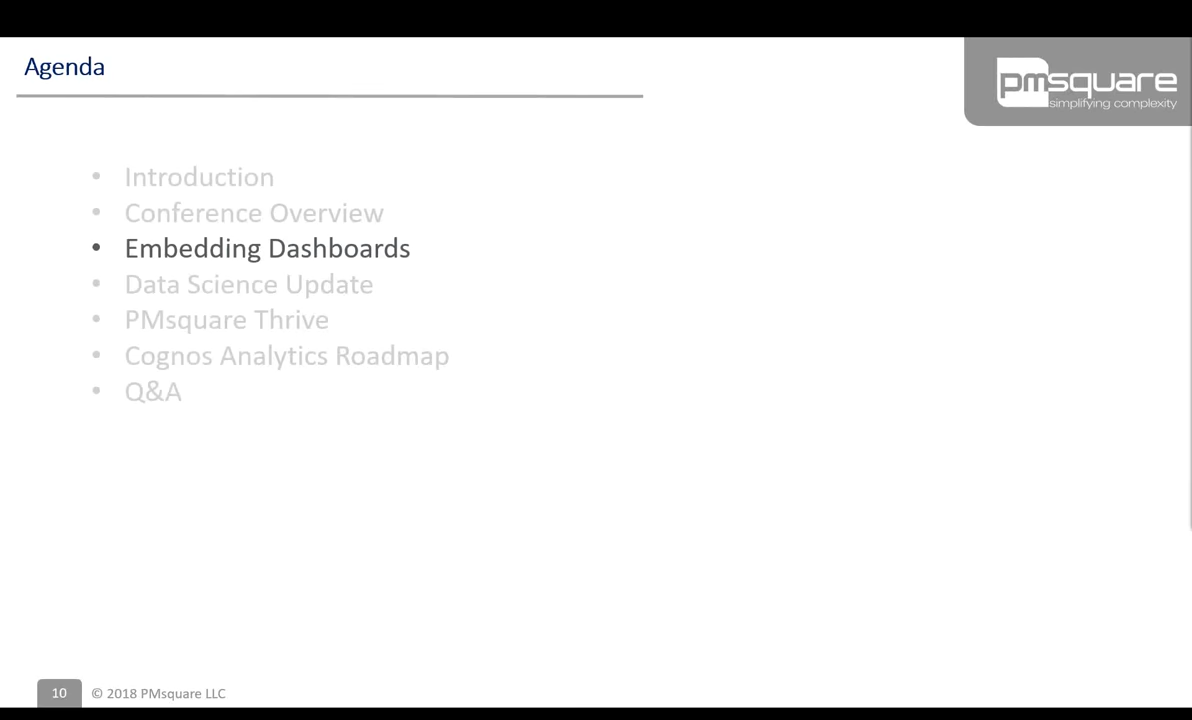 Agenda
pmsquare
simplifying complexity
• Introduction
• Conference Overview
• Embedding Dashboards
• Data Science Update
• PMsquare Thrive
• Cognos Analytics Roadmap
• Q&A
10 © 2018 PMsquare LLC